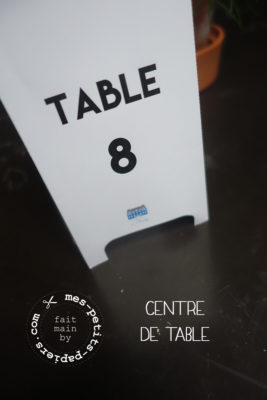 TABLE
8
mes-petits-papiers.com
fait
main
by
CENTRE
DE TABLE